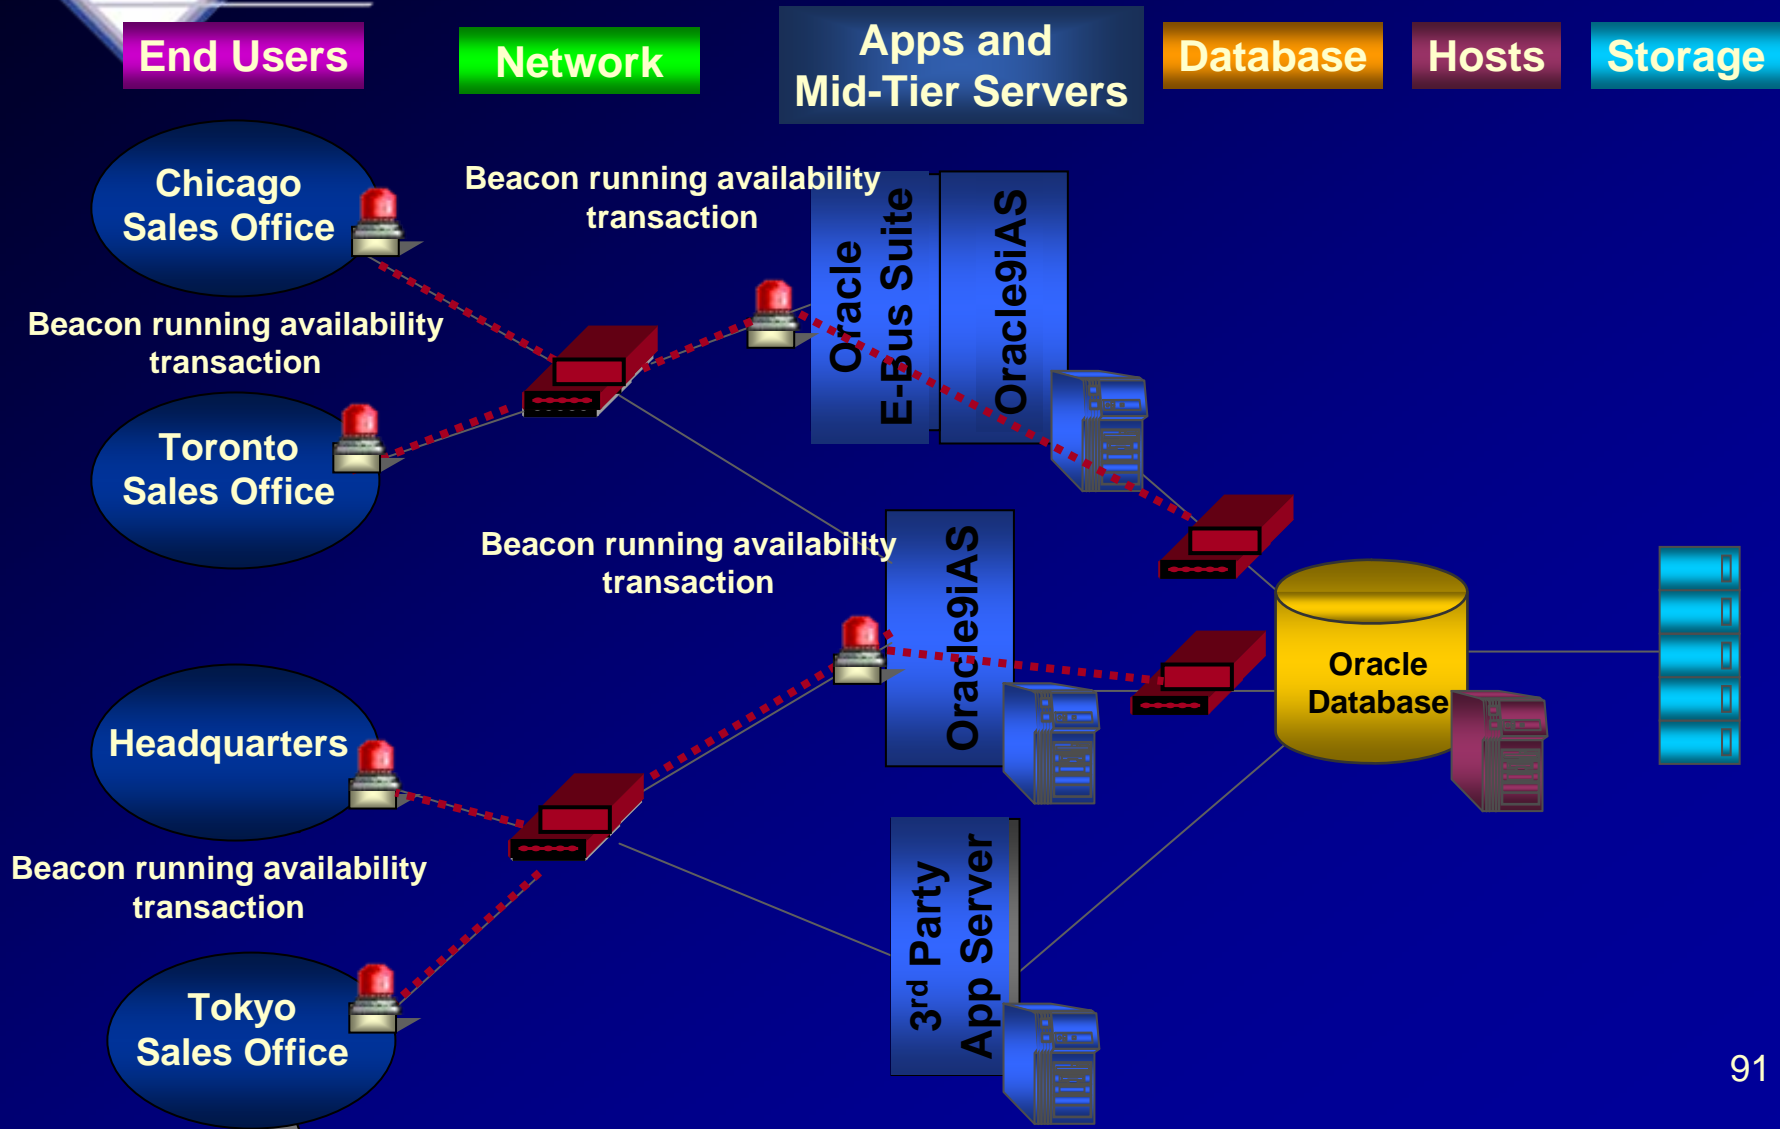 End Users
Network
Apps and
Mid-Tier Servers
Database
Hosts
Storage
Chicago
Sales Office
Beacon running availability
transaction
Oracle
E-Bus Suite
Oracle9iAS
Beacon running availability
transaction
Toronto
Sales Office
Beacon running availability
transaction
Oracle9iAS
Oracle
Database
Headquarters
Beacon running availability
transaction
3rd Party
App Server
Tokyo
Sales Office
91